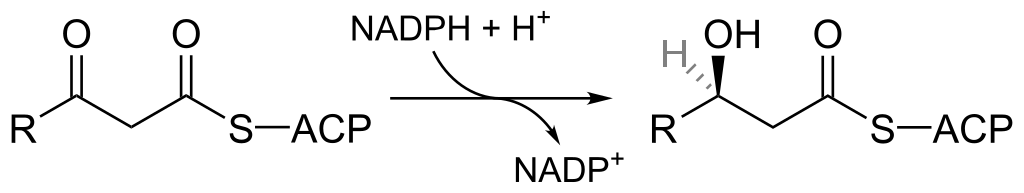 O O NADPH + H⁺ H OH O
R S—ACP R S—ACP
NADP⁺